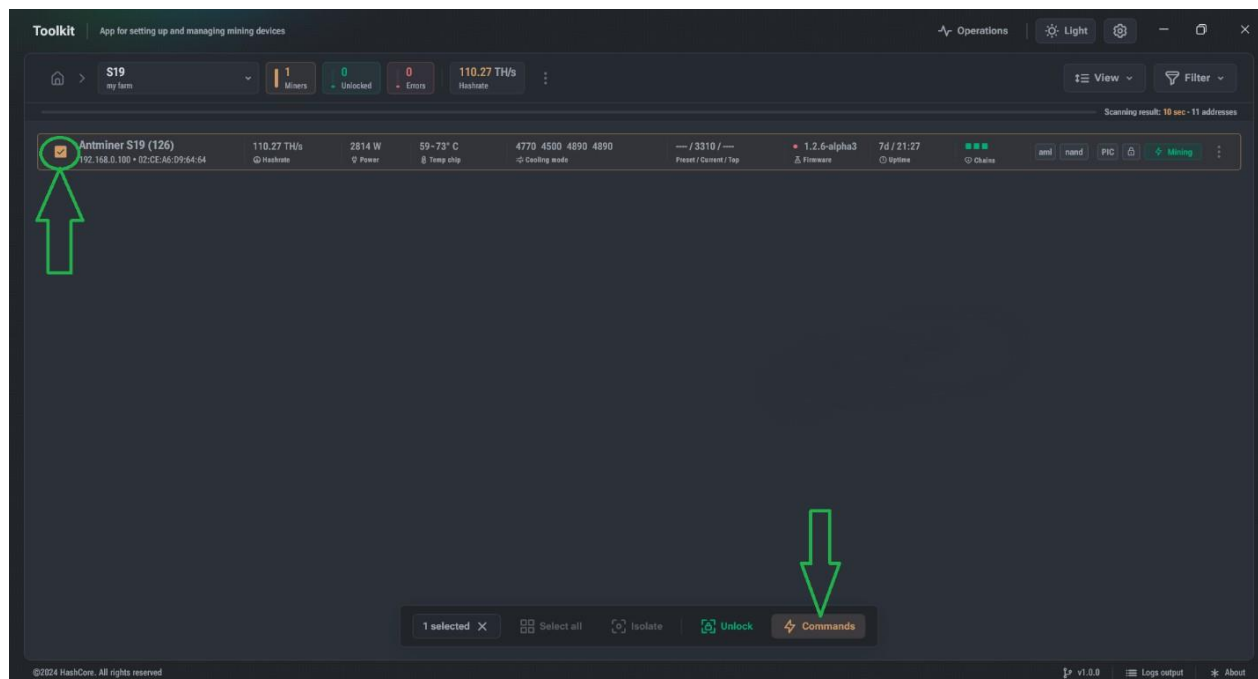 Toolkit App for setting up and managing mining devices Operations Light
S19 1 0 0 110.27 TH/s View Filter
my farm Miners Unlocked Errors Hashrate
Scanning result: 10 sec - 11 addresses
Antminer S19 (126) 110.27 TH/s 2814 W 59-73° C 4770 4500 4890 4890 — / 3310 / — 1.2.6-alpha3 7d / 21:27 aml nand PIC Mining
192.168.0.100 • 02:CE:A6:09:64:64 Hashrate Power Temp chip Cooling mode Preset / Current / Top Firmware Uptime Chains
1 selected Select all Isolate Unlock Commands
©2024 HashCore. All rights reserved v1.0.0 Logs output About